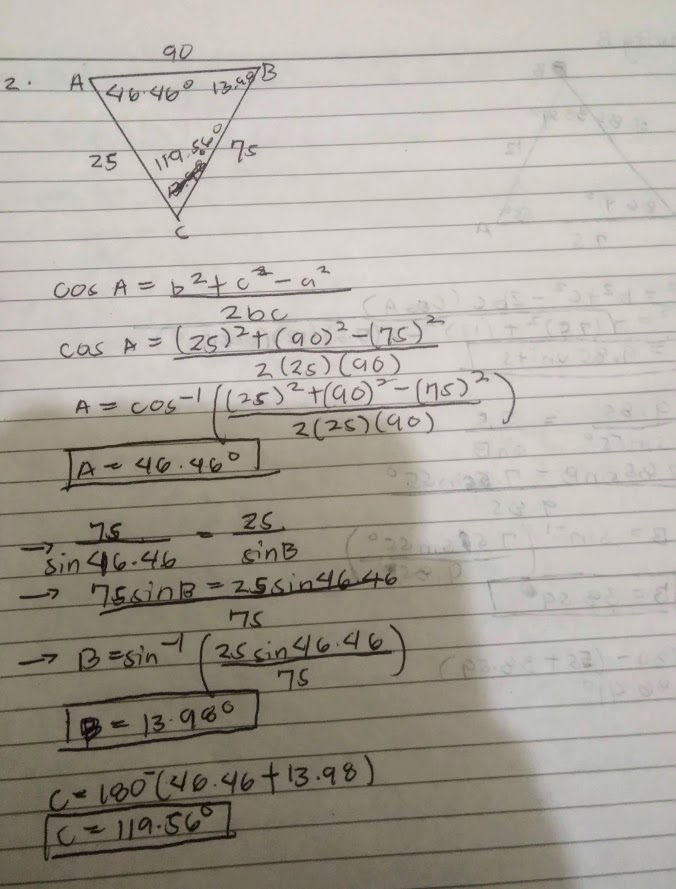 90
2. A 46.46° 13.98 B
25 119.56° 75
C
cos A = b² + c² - a²
2bc
cos A = (25)² + (90)² - (75)²
2(25)(90)
A = cos⁻¹ ((25)² + (90)² - (75)²)
2(25)(90)
A = 46.46°
→ 75 = 25
sin 46.46 sin B
→ 75 sin B = 25 sin 46.46
75
→ B = sin⁻¹ (25 sin 46.46)
75
B = 13.98°
C = 180 - (46.46 + 13.98)
C = 119.56°